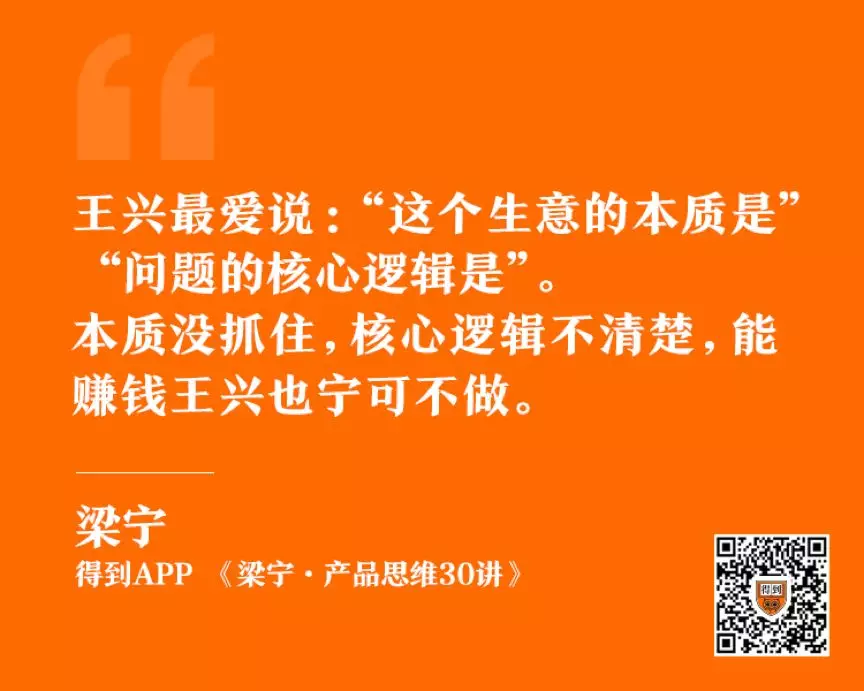 王兴最爱说：“这个生意的本质是”
“问题的核心逻辑是”。
本质没抓住，核心逻辑不清楚，能
赚钱王兴也宁可不做。
梁宁
得到APP 《梁宁·产品思维30讲》
得到